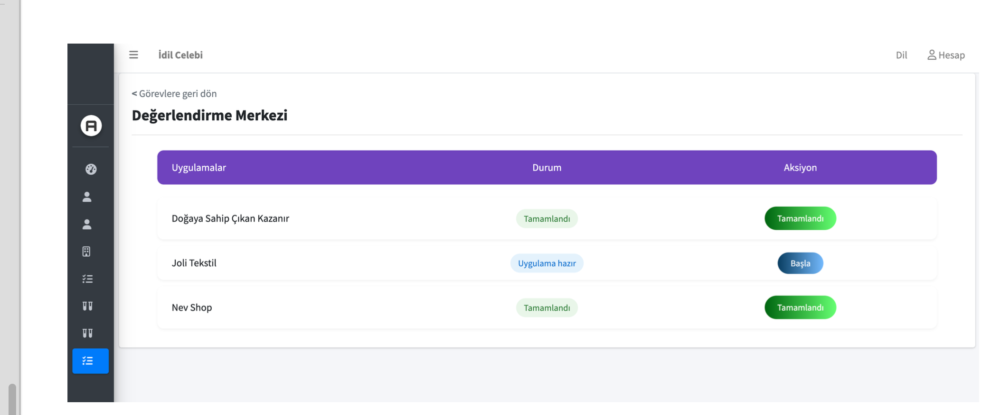 İdil Celebi
Dil
Hesap
< Görevlere geri dön
Değerlendirme Merkezi
Uygulamalar
Durum
Aksiyon
Doğaya Sahip Çıkan Kazanır
Tamamlandı
Tamamlandı
Joli Tekstil
Uygulama hazır
Başla
Nev Shop
Tamamlandı
Tamamlandı